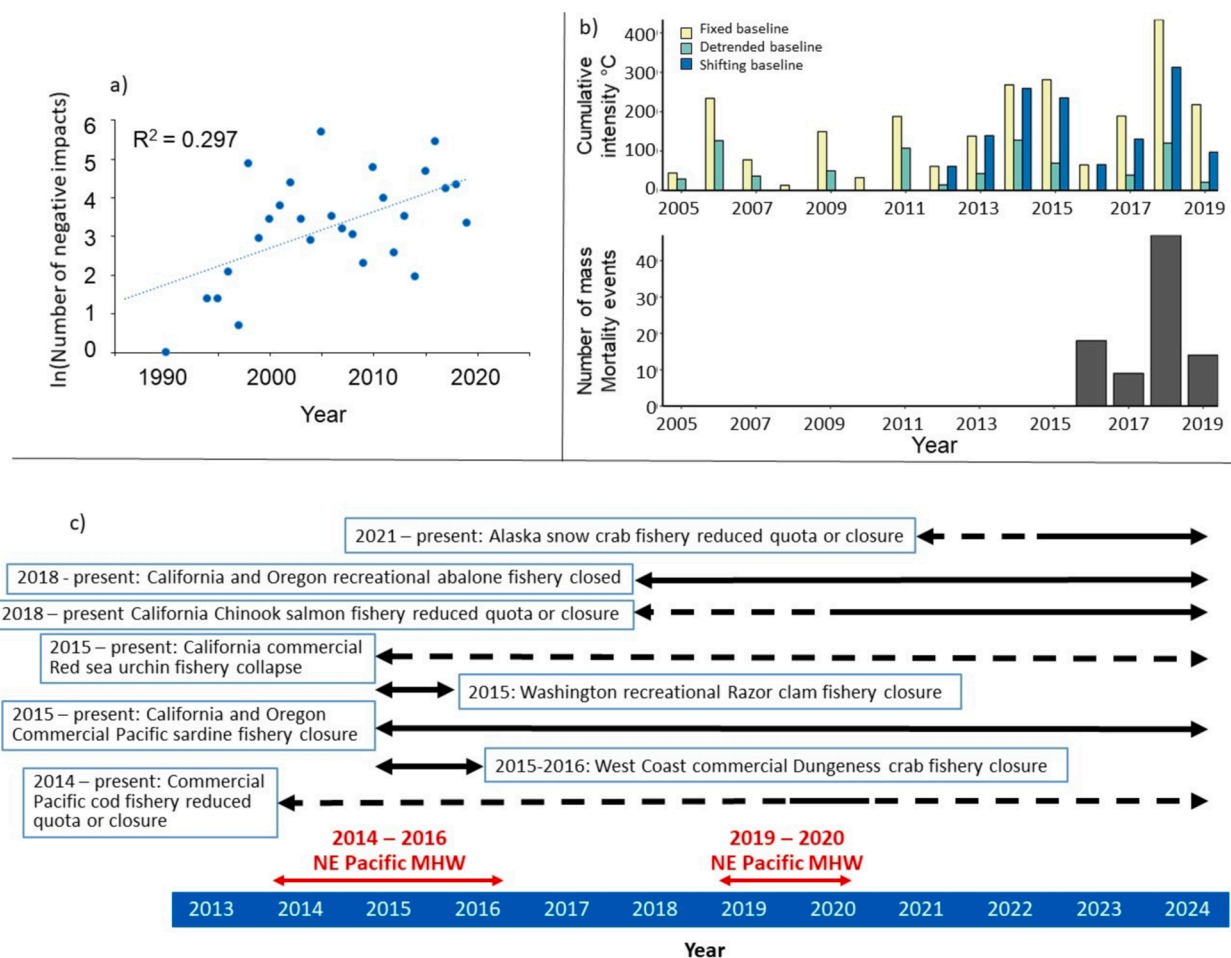 a)
R² = 0.297
ln(Number of negative impacts)
6
5
4
3
2
1
0
1990 2000 2010 2020
Year
b)
Fixed baseline
Detrended baseline
Shifting baseline
Cumulative
intensity °C
400
300
200
100
0
2005 2007 2009 2011 2013 2015 2017 2019
Number of mass
Mortality events
40
30
20
10
0
2005 2007 2009 2011 2013 2015 2017 2019
Year
c)
2021 – present: Alaska snow crab fishery reduced quota or closure
2018 - present: California and Oregon recreational abalone fishery closed
2018 – present California Chinook salmon fishery reduced quota or closure
2015 – present: California commercial
Red sea urchin fishery collapse
2015: Washington recreational Razor clam fishery closure
2015 – present: California and Oregon
Commercial Pacific sardine fishery closure
2015-2016: West Coast commercial Dungeness crab fishery closure
2014 – present: Commercial
Pacific cod fishery reduced
quota or closure
2014 – 2016
NE Pacific MHW
2019 – 2020
NE Pacific MHW
2013 2014 2015 2016 2017 2018 2019 2020 2021 2022 2023 2024
Year